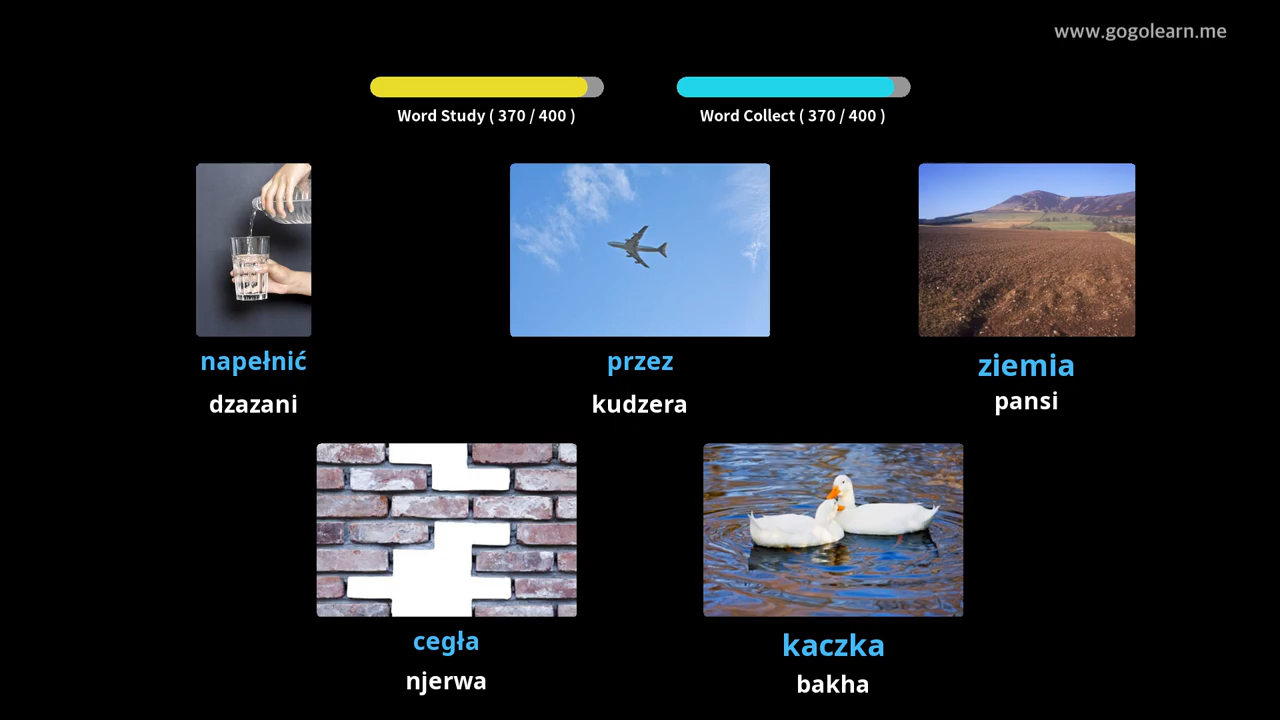 www.gogolearn.me
Word Study ( 370 / 400 )
Word Collect ( 370 / 400 )
napełnić
przez
ziemia
dzazani
kudzera
pansi
cegła
kaczka
njerwa
bakha